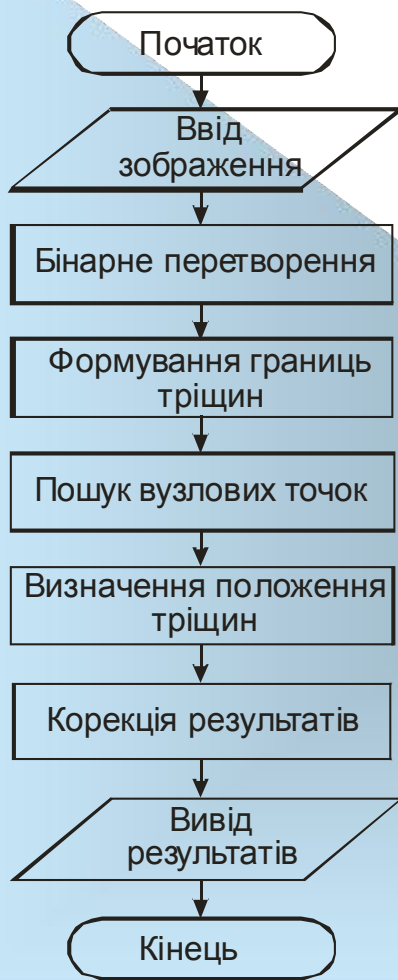 Початок
Ввід
зображення
Бінарне перетворення
Формування границь
тріщин
Пошук вузлових точок
Визначення положення
тріщин
Корекція результатів
Вивід
результатів
Кінець